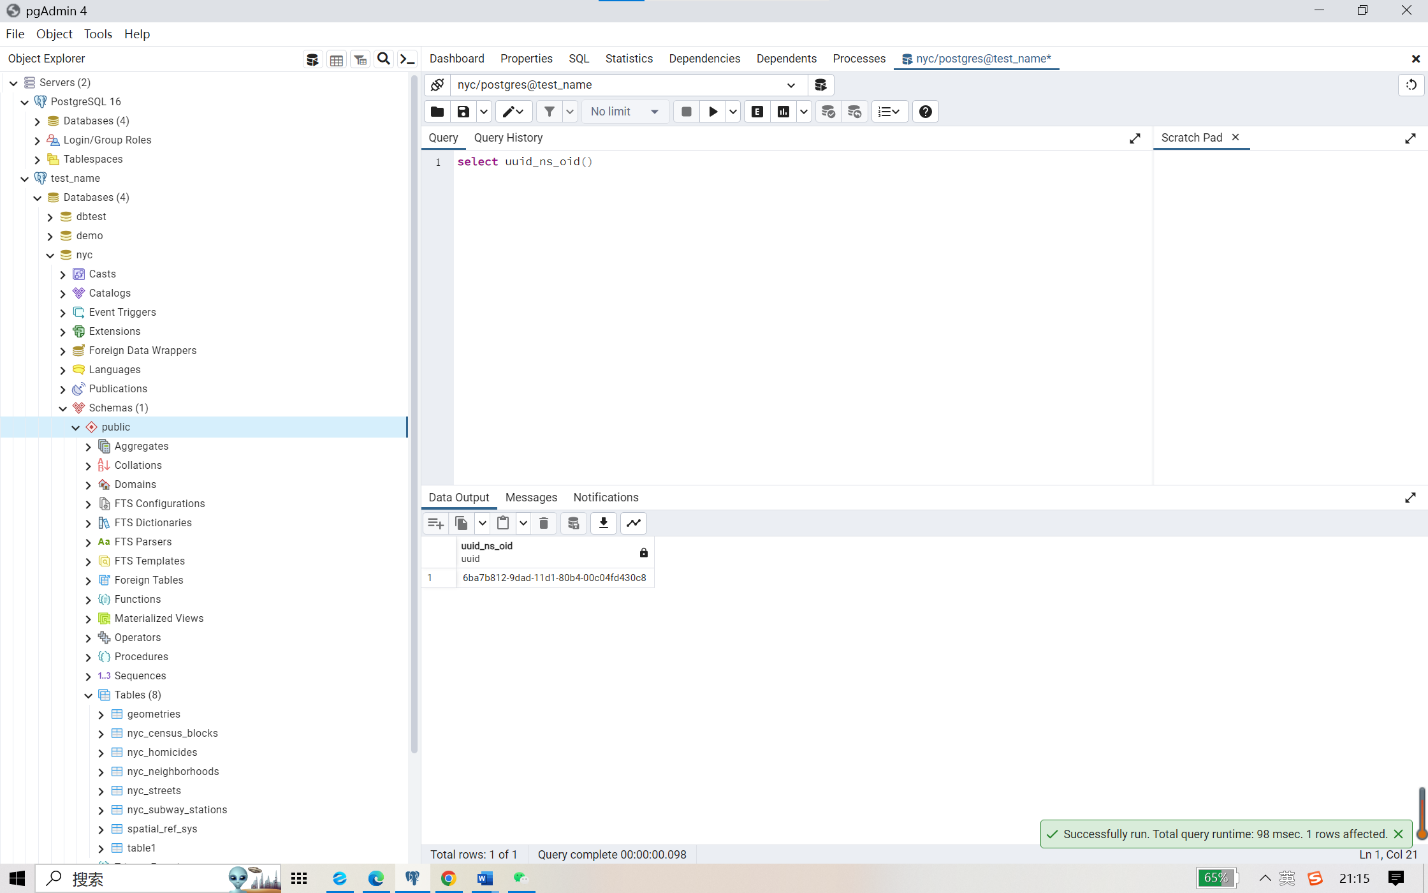 pgAdmin 4
File Object Tools Help
Object Explorer
Dashboard Properties SQL Statistics Dependencies Dependents Processes nyc/postgres@test_name*
Servers (2)
PostgreSQL 16
Databases (4)
Login/Group Roles
Tablespaces
test_name
Databases (4)
dbtest
demo
nyc
Casts
Catalogs
Event Triggers
Extensions
Foreign Data Wrappers
Languages
Publications
Schemas (1)
public
Aggregates
Collations
Domains
FTS Configurations
FTS Dictionaries
Aa FTS Parsers
FTS Templates
Foreign Tables
Functions
Materialized Views
Operators
Procedures
1..3 Sequences
Tables (8)
geometries
nyc_census_blocks
nyc_homicides
nyc_neighborhoods
nyc_streets
nyc_subway_stations
spatial_ref_sys
table1
nyc/postgres@test_name
No limit
E
Query Query History
Scratch Pad
1 select uuid_ns_oid()
Data Output Messages Notifications
uuid_ns_oid
uuid
1 6ba7b812-9dad-11d1-80b4-00c04fd430c8
Successfully run. Total query runtime: 98 msec. 1 rows affected.
Total rows: 1 of 1 Query complete 00:00:00.098
Ln 1, Col 21
搜索
65%
英
21:15